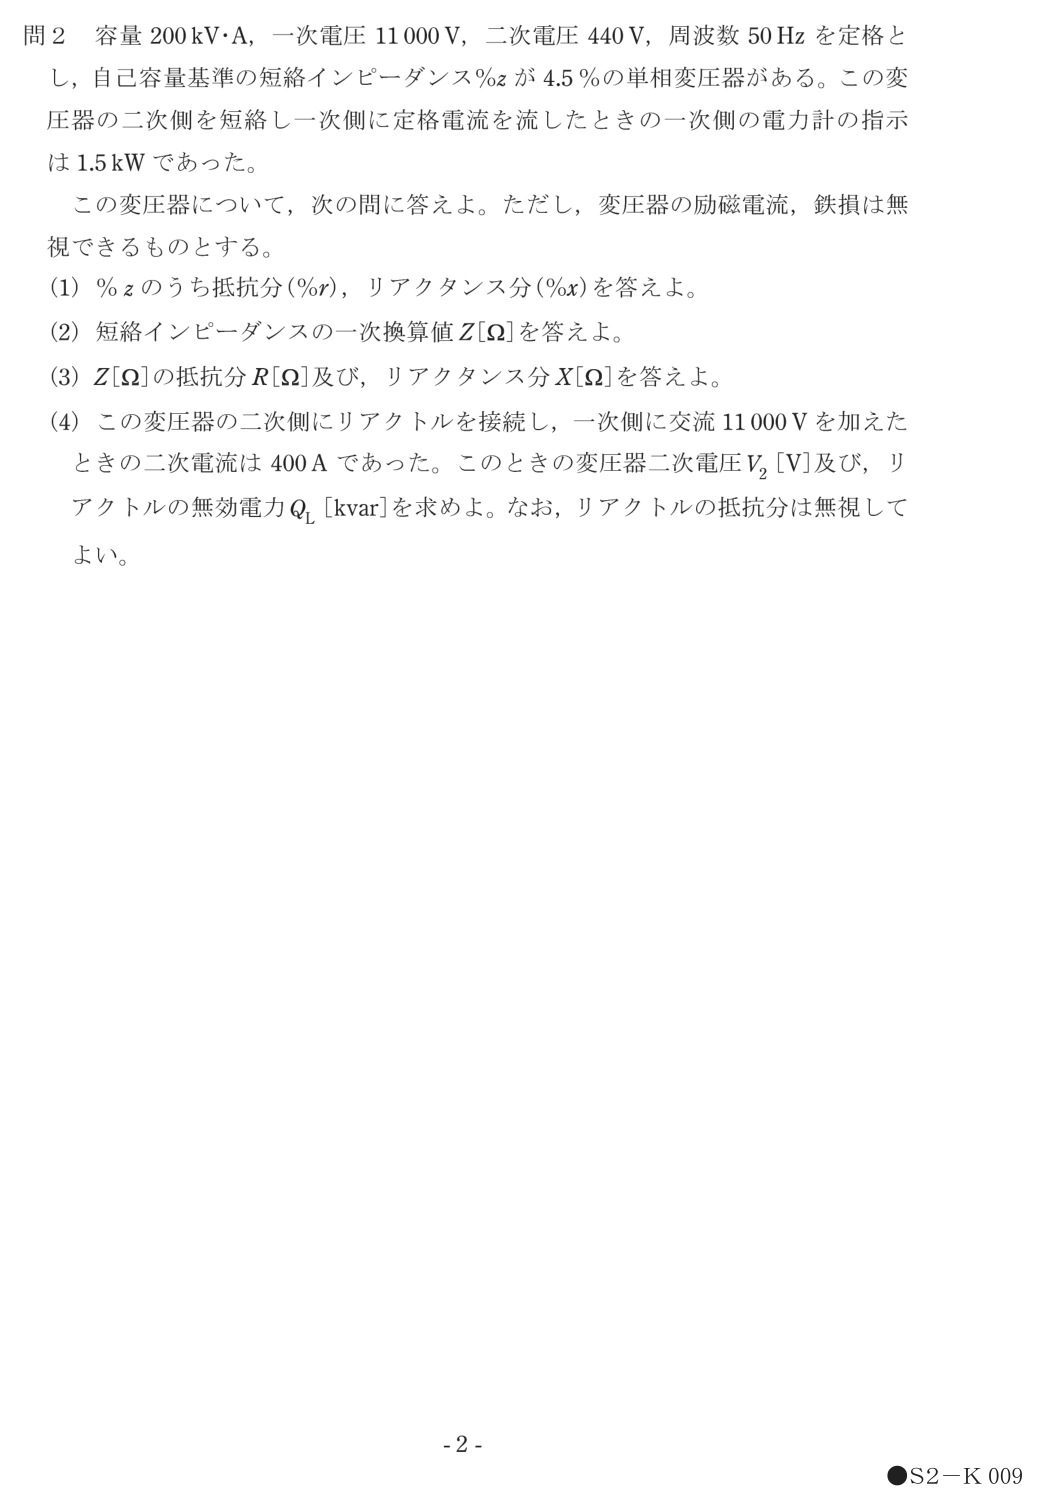 問２　容量 200 kV･A，一次電圧 11 000 V，二次電圧 440 V，周波数 50 Hz を定格と
し，自己容量基準の短絡インピーダンス％z が 4.5 ％の単相変圧器がある。この変
圧器の二次側を短絡し一次側に定格電流を流したときの一次側の電力計の指示
は 1.5 kW であった。
この変圧器について，次の問に答えよ。ただし，変圧器の励磁電流，鉄損は無
視できるものとする。
(1) ％ z のうち抵抗分(％r)，リアクタンス分(％x)を答えよ。
(2) 短絡インピーダンスの一次換算値 Z[Ω]を答えよ。
(3) Z[Ω]の抵抗分 R[Ω]及び，リアクタンス分 X[Ω]を答えよ。
(4) この変圧器の二次側にリアクトルを接続し，一次側に交流 11 000 V を加えた
ときの二次電流は 400 A であった。このときの変圧器二次電圧 V₂ [V]及び，リ
アクトルの無効電力 Q_L [kvar]を求めよ。なお，リアクトルの抵抗分は無視して
よい。
- 2 -
●S2－K 009